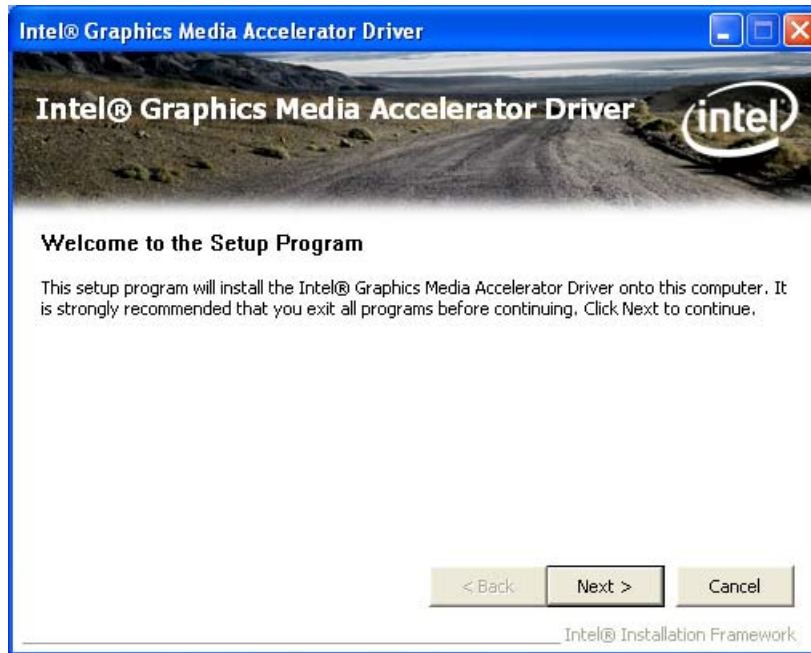 Intel® Graphics Media Accelerator Driver
Intel® Graphics Media Accelerator Driver
intel
Welcome to the Setup Program
This setup program will install the Intel® Graphics Media Accelerator Driver onto this computer. It
is strongly recommended that you exit all programs before continuing. Click Next to continue.
< Back Next > Cancel
Intel® Installation Framework